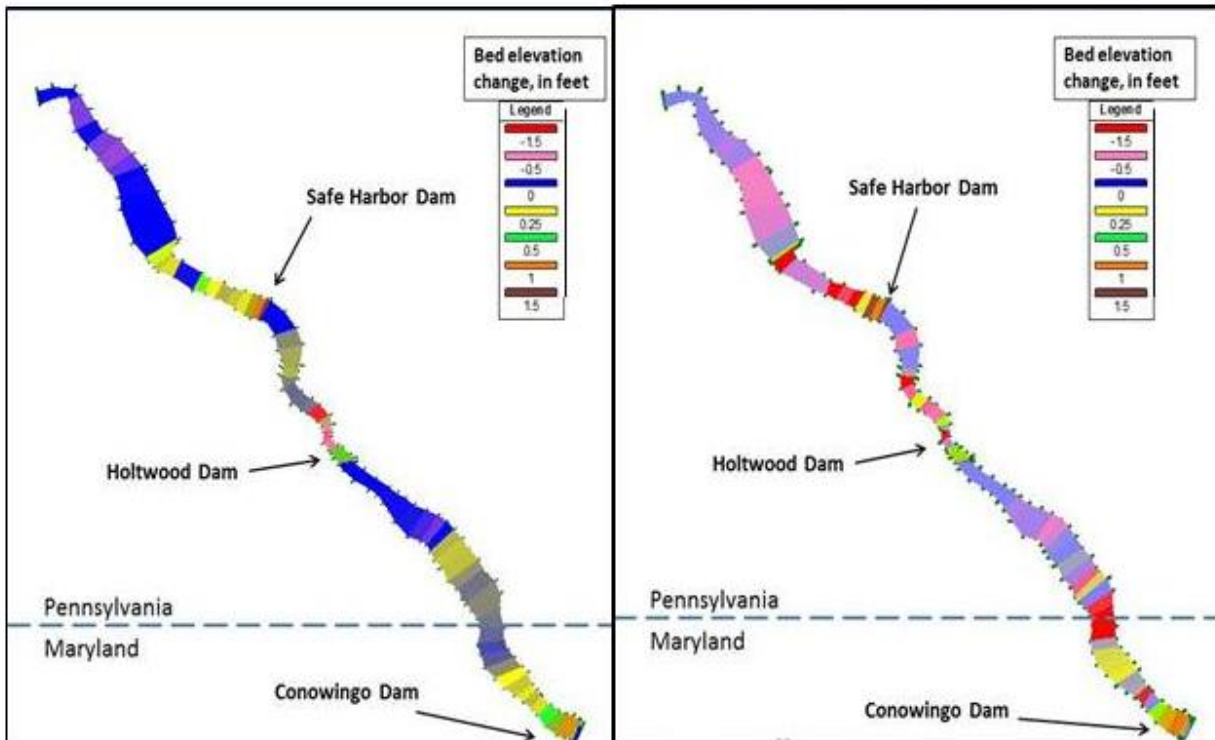 Bed elevation
change, in feet
Legend
-1.5
-0.5
0
0.25
0.5
1
1.5
Safe Harbor Dam
Holtwood Dam
Pennsylvania
Maryland
Conowingo Dam
Bed elevation
change, in feet
Legend
-1.5
-0.5
0
0.25
0.5
1
1.5
Safe Harbor Dam
Holtwood Dam
Pennsylvania
Maryland
Conowingo Dam